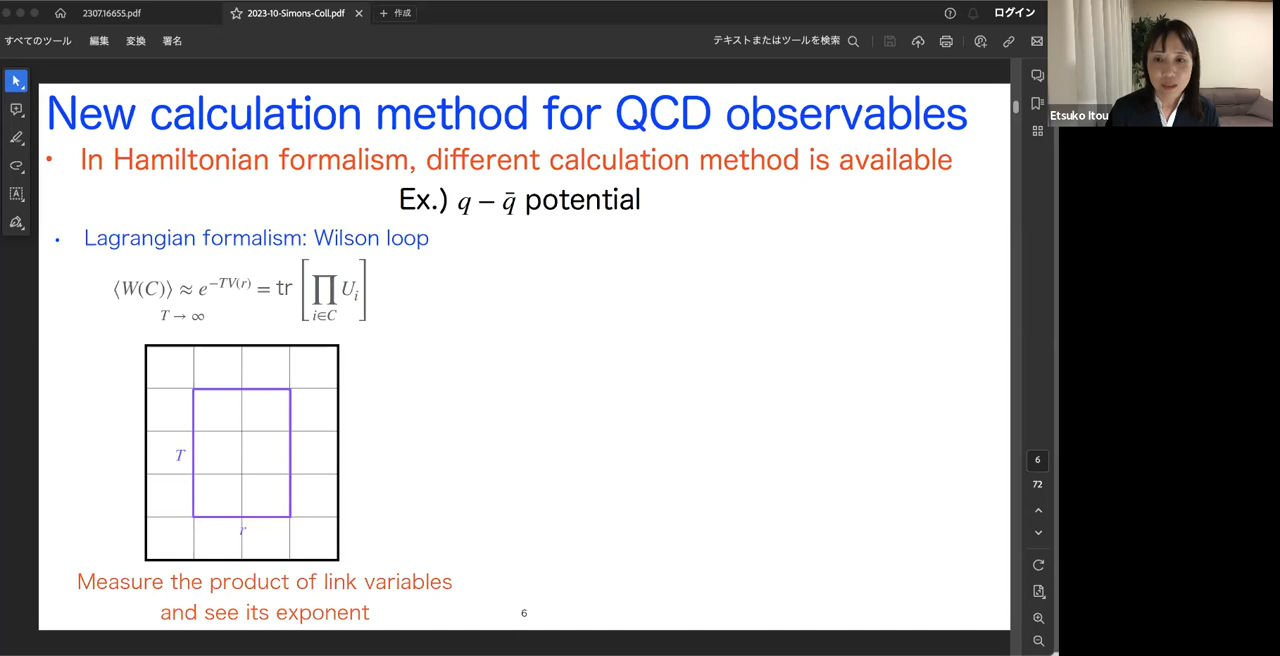 2307.16655.pdf
2023-10-Simons-Coll.pdf
作成
ログイン
すべてのツール 編集 変換 署名
テキストまたはツールを検索
Etsuko Itou
New calculation method for QCD observables
• In Hamiltonian formalism, different calculation method is available
Ex.) q − q̄ potential
• Lagrangian formalism: Wilson loop
⟨W(C)⟩ ≈ e^{−TV(r)} = tr [∏ U_i]
T → ∞ i∈C
T
r
Measure the product of link variables
and see its exponent
6
6
72